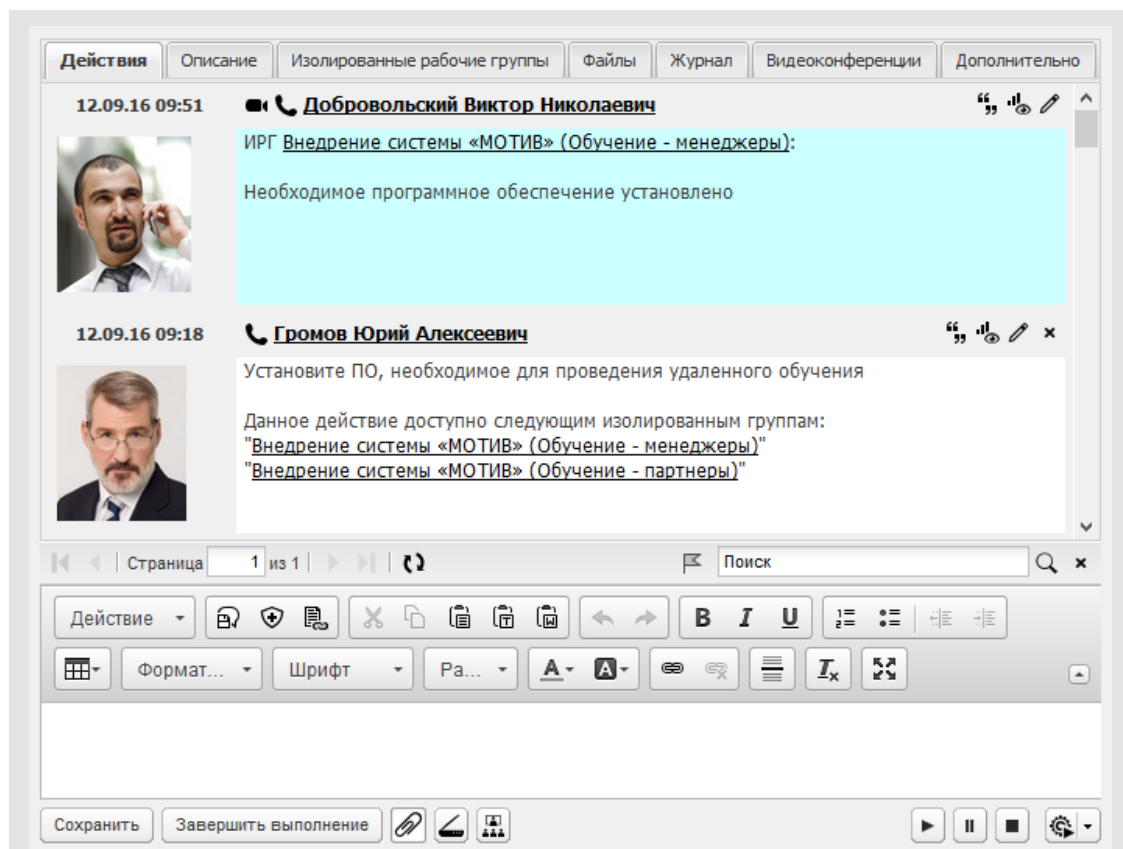 Действия Описание Изолированные рабочие группы Файлы Журнал Видеоконференции Дополнительно
12.09.16 09:51 Добровольский Виктор Николаевич
ИРГ Внедрение системы «МОТИВ» (Обучение - менеджеры):
Необходимое программное обеспечение установлено
12.09.16 09:18 Громов Юрий Алексеевич
Установите ПО, необходимое для проведения удаленного обучения
Данное действие доступно следующим изолированным группам:
"Внедрение системы «МОТИВ» (Обучение - менеджеры)"
"Внедрение системы «МОТИВ» (Обучение - партнеры)"
Страница 1 из 1 Поиск
Действие B I U
Формат... Шрифт Ра... A A Ix
Сохранить Завершить выполнение